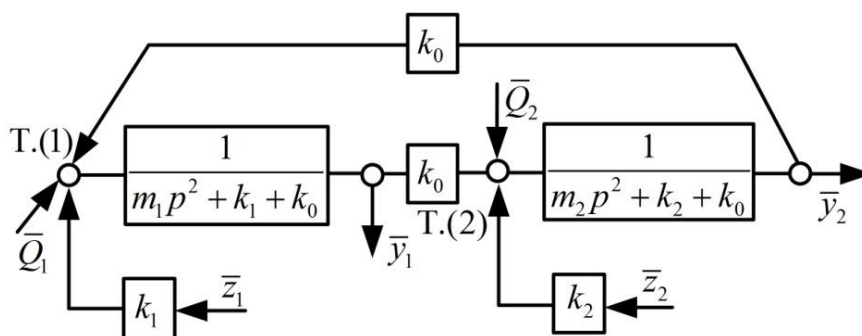 k₀
Q̄₂
T.(1)
1
m₁p² + k₁ + k₀
k₀
1
m₂p² + k₂ + k₀
Q̄₁
ȳ₁
T.(2)
ȳ₂
k₁
z̄₁
k₂
z̄₂